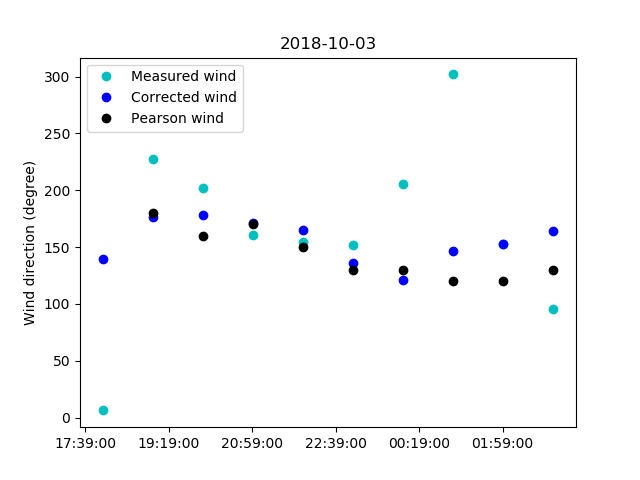 2018-10-03
Measured wind
Corrected wind
Pearson wind
Wind direction (degree)
300
250
200
150
100
50
0
17:39:00 19:19:00 20:59:00 22:39:00 00:19:00 01:59:00